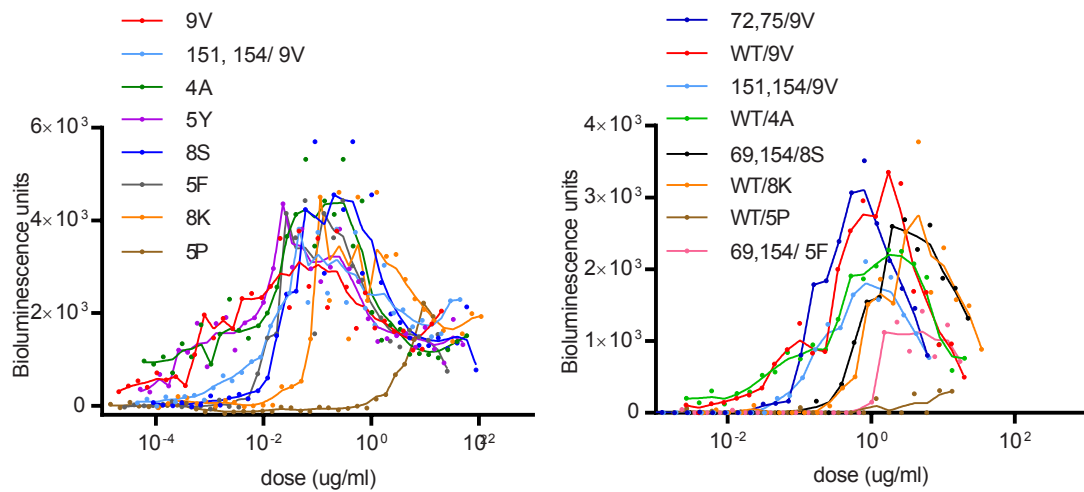 9V
151, 154/ 9V
4A
5Y
8S
5F
8K
5P
6×10³
4×10³
2×10³
0
Bioluminescence units
10⁻⁴
10⁻²
10⁰
dose (ug/ml)
72,75/9V
WT/9V
151,154/9V
WT/4A
69,154/8S
WT/8K
WT/5P
69,154/ 5F
4×10³
3×10³
2×10³
1×10³
0
Bioluminescence units
10⁻²
10⁰
10²
dose (ug/ml)